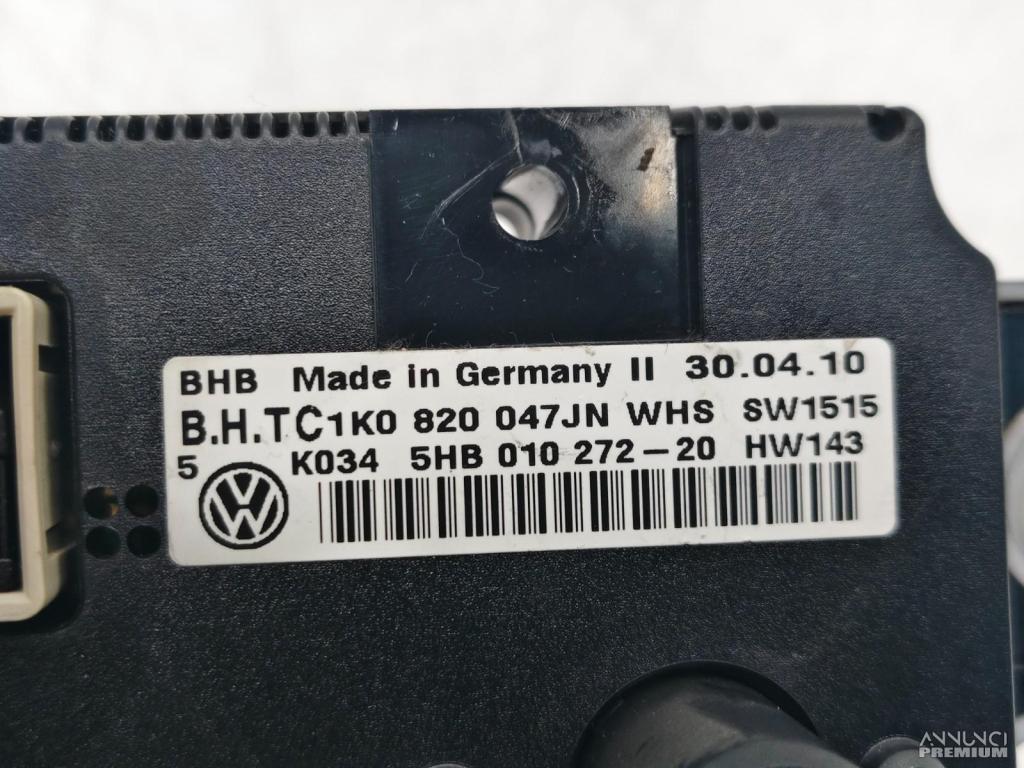 BHB Made in Germany II 30.04.10
B.H.TC1K0 820 047JN WHS SW1515
5 K034 5HB 010 272-20 HW143
VW
ANNUNCI
PREMIUM